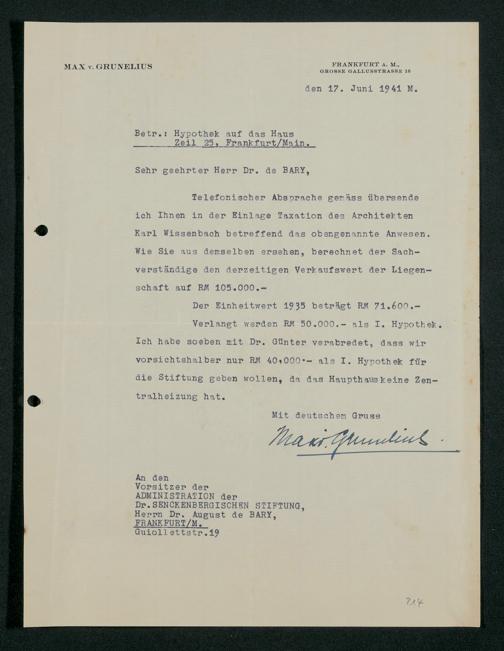 MAX v. GRUNELIUS
FRANKFURT A. M.,
GROSSE GALLUSSTRASSE 18
den 17. Juni 1941 M.
Betr.: Hypothek auf das Haus
Zeil 25, Frankfurt/Main.
Sehr geehrter Herr Dr. de BARY,
Telefonischer Absprache gemäss übersende
ich Ihnen in der Einlage Taxation des Architekten
Karl Wissenbach betreffend das obengenannte Anwesen.
Wie Sie aus demselben ersehen, berechnet der Sach-
verständige den derzeitigen Verkaufswert der Liegen-
schaft auf RM 105.000.-
Der Einheitwert 1935 beträgt RM 71.600.-
Verlangt werden RM 50.000.- als I. Hypothek.
Ich habe soeben mit Dr. Günter verabredet, dass wir
vorsichtshalber nur RM 40.000.- als I. Hypothek für
die Stiftung geben wollen, da das Haupthauskeine Zen-
tralheizung hat.
Mit deutschem Gruss
Max v. Grunelius.
An den
Vorsitzer der
ADMINISTRATION der
Dr.SENCKENBERGISCHEN STIFTUNG,
Herrn Dr. August de BARY,
FRANKFURT/M.
Guiollettstr.19
214